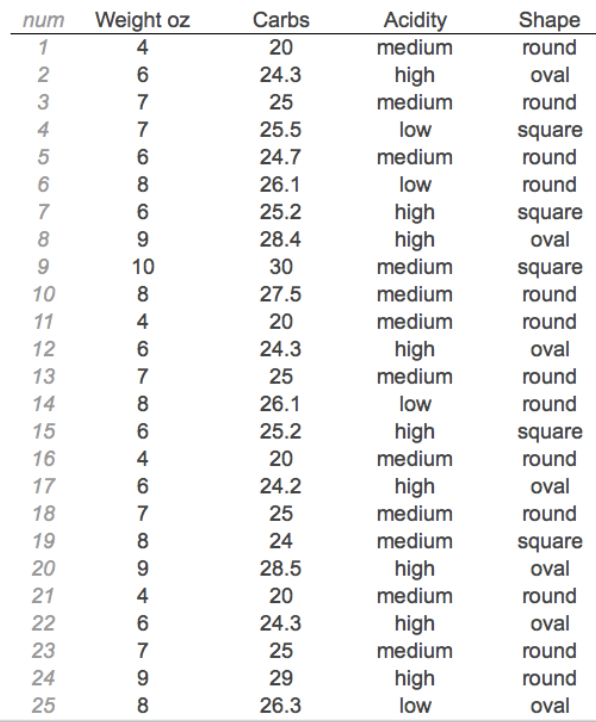 num Weight oz Carbs Acidity Shape
1 4 20 medium round
2 6 24.3 high oval
3 7 25 medium round
4 7 25.5 low square
5 6 24.7 medium round
6 8 26.1 low round
7 6 25.2 high square
8 9 28.4 high oval
9 10 30 medium square
10 8 27.5 medium round
11 4 20 medium round
12 6 24.3 high oval
13 7 25 medium round
14 8 26.1 low round
15 6 25.2 high square
16 4 20 medium round
17 6 24.2 high oval
18 7 25 medium round
19 8 24 medium square
20 9 28.5 high oval
21 4 20 medium round
22 6 24.3 high oval
23 7 25 medium round
24 9 29 high round
25 8 26.3 low oval